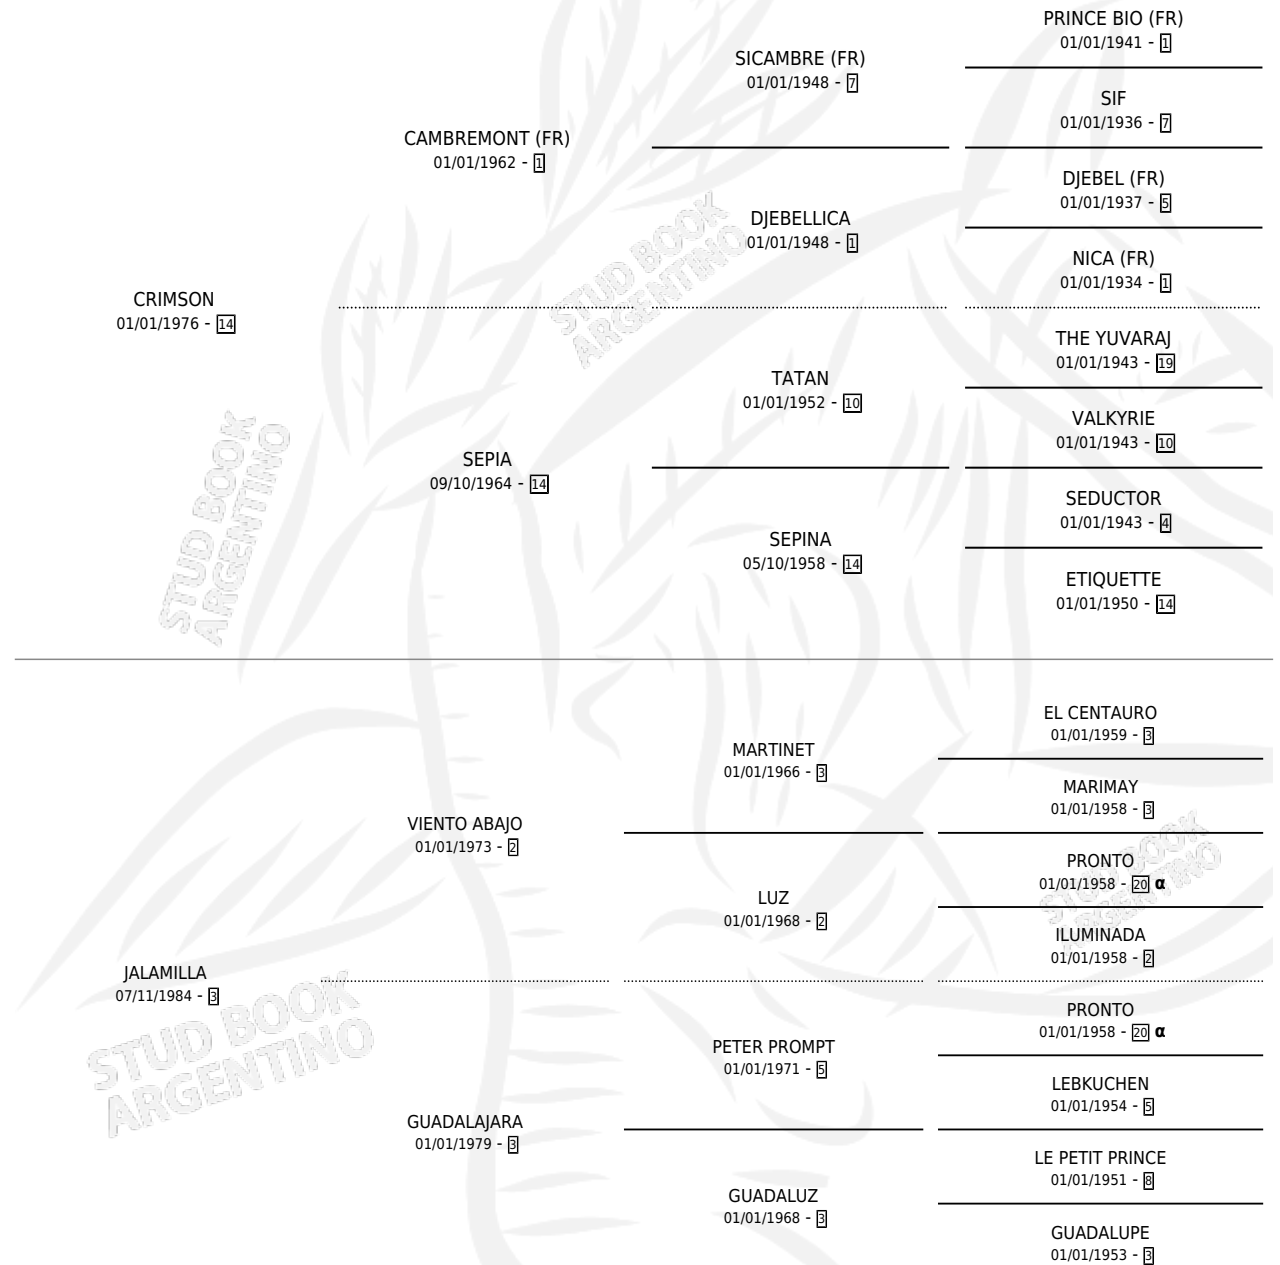 PRINCE BIO (FR)
01/01/1941 - 1
SICAMBRE (FR)
01/01/1948 - 7
SIF
01/01/1936 - 7
CAMBREMONT (FR)
01/01/1962 - 1
DJEBEL (FR)
01/01/1937 - 5
DJEBELLICA
01/01/1948 - 1
NICA (FR)
01/01/1934 - 1
CRIMSON
01/01/1976 - 14
THE YUVARAJ
01/01/1943 - 19
TATAN
01/01/1952 - 10
VALKYRIE
01/01/1943 - 10
SEPIA
09/10/1964 - 14
SEDUCTOR
01/01/1943 - 4
SEPINA
05/10/1958 - 14
ETIQUETTE
01/01/1950 - 14
EL CENTAURO
01/01/1959 - 3
MARTINET
01/01/1966 - 3
MARIMAY
01/01/1958 - 3
VIENTO ABAJO
01/01/1973 - 2
PRONTO
01/01/1958 - 20 α
LUZ
01/01/1968 - 2
ILUMINADA
01/01/1958 - 2
JALAMILLA
07/11/1984 - 3
PRONTO
01/01/1958 - 20 α
PETER PROMPT
01/01/1971 - 5
LEBKUCHEN
01/01/1954 - 5
GUADALAJARA
01/01/1979 - 3
LE PETIT PRINCE
01/01/1951 - 8
GUADALUZ
01/01/1968 - 3
GUADALUPE
01/01/1953 - 3
STUD BOOK
ARGENTINO
STUD BOOK
ARGENTINO
STUD BOOK
ARGENTINO
STUD BOOK
ARGENTINO